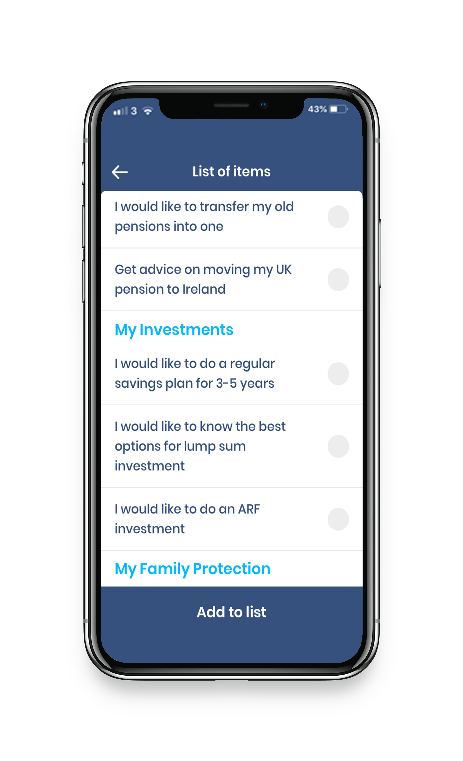 3 43%
List of items
I would like to transfer my old
pensions into one
Get advice on moving my UK
pension to Ireland
My Investments
I would like to do a regular
savings plan for 3-5 years
I would like to know the best
options for lump sum
investment
I would like to do an ARF
investment
My Family Protection
Add to list